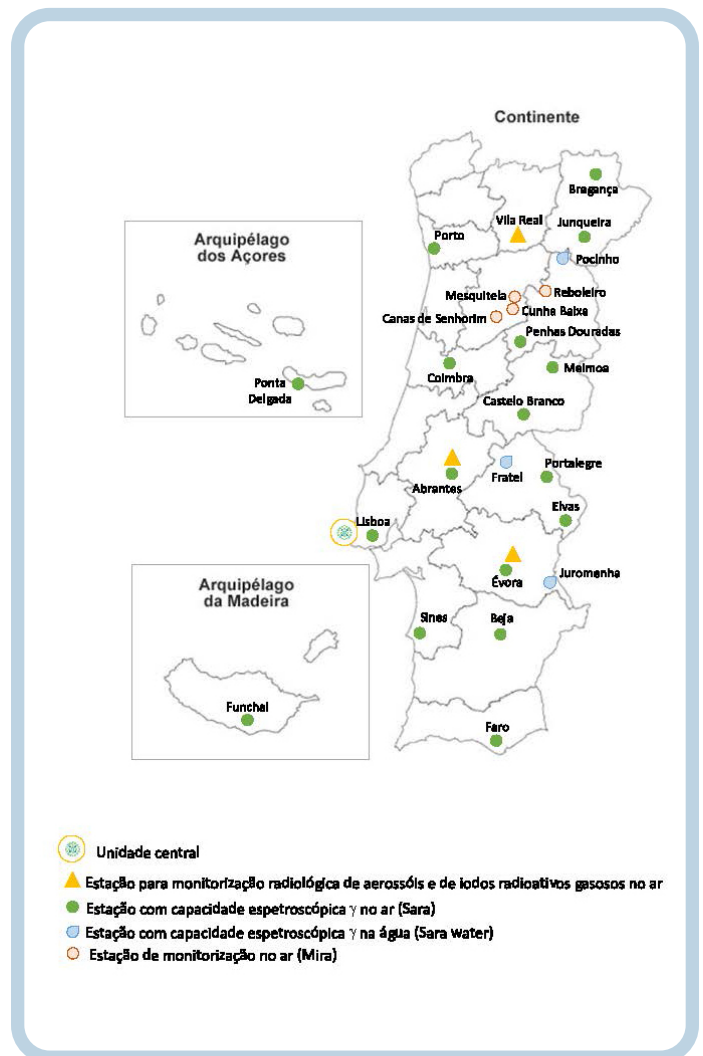 Continente
Bragança
Vila Real
Junqueira
Porto
Pocinho
Arquipélago
dos Açores
Mesquitela
Reboleiro
Cunha Baixa
Canas de Senhorim
Penhas Douradas
Meimoa
Coimbra
Ponta
Delgada
Castelo Branco
Portalegre
Fratel
Abrantes
Elvas
Lisboa
Juromenha
Évora
Arquipélago
da Madeira
Sines
Beja
Funchal
Faro
Unidade central
Estação para monitorização radiológica de aerossóis e de iodos radioativos gasosos no ar
Estação com capacidade espetroscópica γ no ar (Sara)
Estação com capacidade espetroscópica γ na água (Sara water)
Estação de monitorização no ar (Mira)